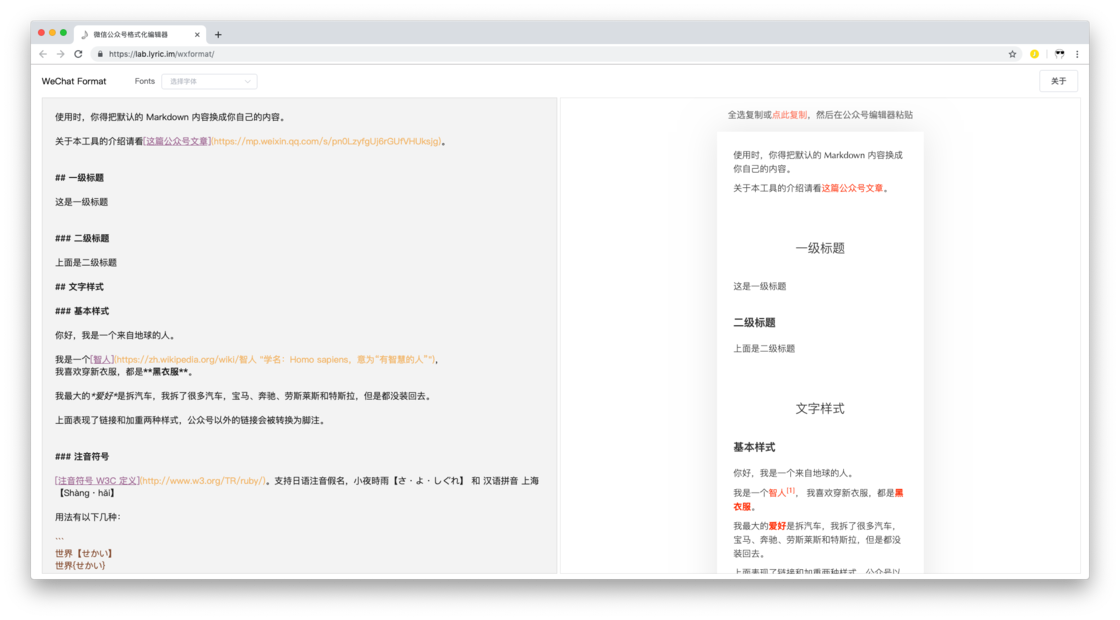 微信公众号格式化编辑器
https://lab.lyric.im/wxformat/
WeChat Format
Fonts
选择字体
关于
使用时，你得把默认的 Markdown 内容换成你自己的内容。
关于本工具的介绍请看[这篇公众号文章](https://mp.weixin.qq.com/s/pn0LzyfgUj6rGUfVHUksjg)。
## 一级标题
这是一级标题
### 二级标题
上面是二级标题
## 文字样式
### 基本样式
你好，我是一个来自地球的人。
我是一个[智人](https://zh.wikipedia.org/wiki/智人 "学名：Homo sapiens，意为”有智慧的人”")，
我喜欢穿新衣服，都是**黑衣服**。
我最大的*爱好*是拆汽车，我拆了很多汽车，宝马、奔驰、劳斯莱斯和特斯拉，但是都没装回去。
上面表现了链接和加重两种样式，公众号以外的链接会被转换为脚注。
### 注音符号
[注音符号 W3C 定义](http://www.w3.org/TR/ruby/)。支持日语注音假名，小夜時雨【さ・よ・しぐれ】 和 汉语拼音 上海
【Shàng・hǎi】
用法有以下几种：
```
世界【せかい】
世界{せかい}
全选复制或点此复制，然后在公众号编辑器粘贴
使用时，你得把默认的 Markdown 内容换成
你自己的内容。
关于本工具的介绍请看这篇公众号文章。
一级标题
这是一级标题
二级标题
上面是二级标题
文字样式
基本样式
你好，我是一个来自地球的人。
我是一个智人[1]， 我喜欢穿新衣服，都是黑
衣服。
我最大的爱好是拆汽车，我拆了很多汽车，
宝马、奔驰、劳斯莱斯和特斯拉，但是都没
装回去。
上面表现了链接和加重两种样式，公众号以